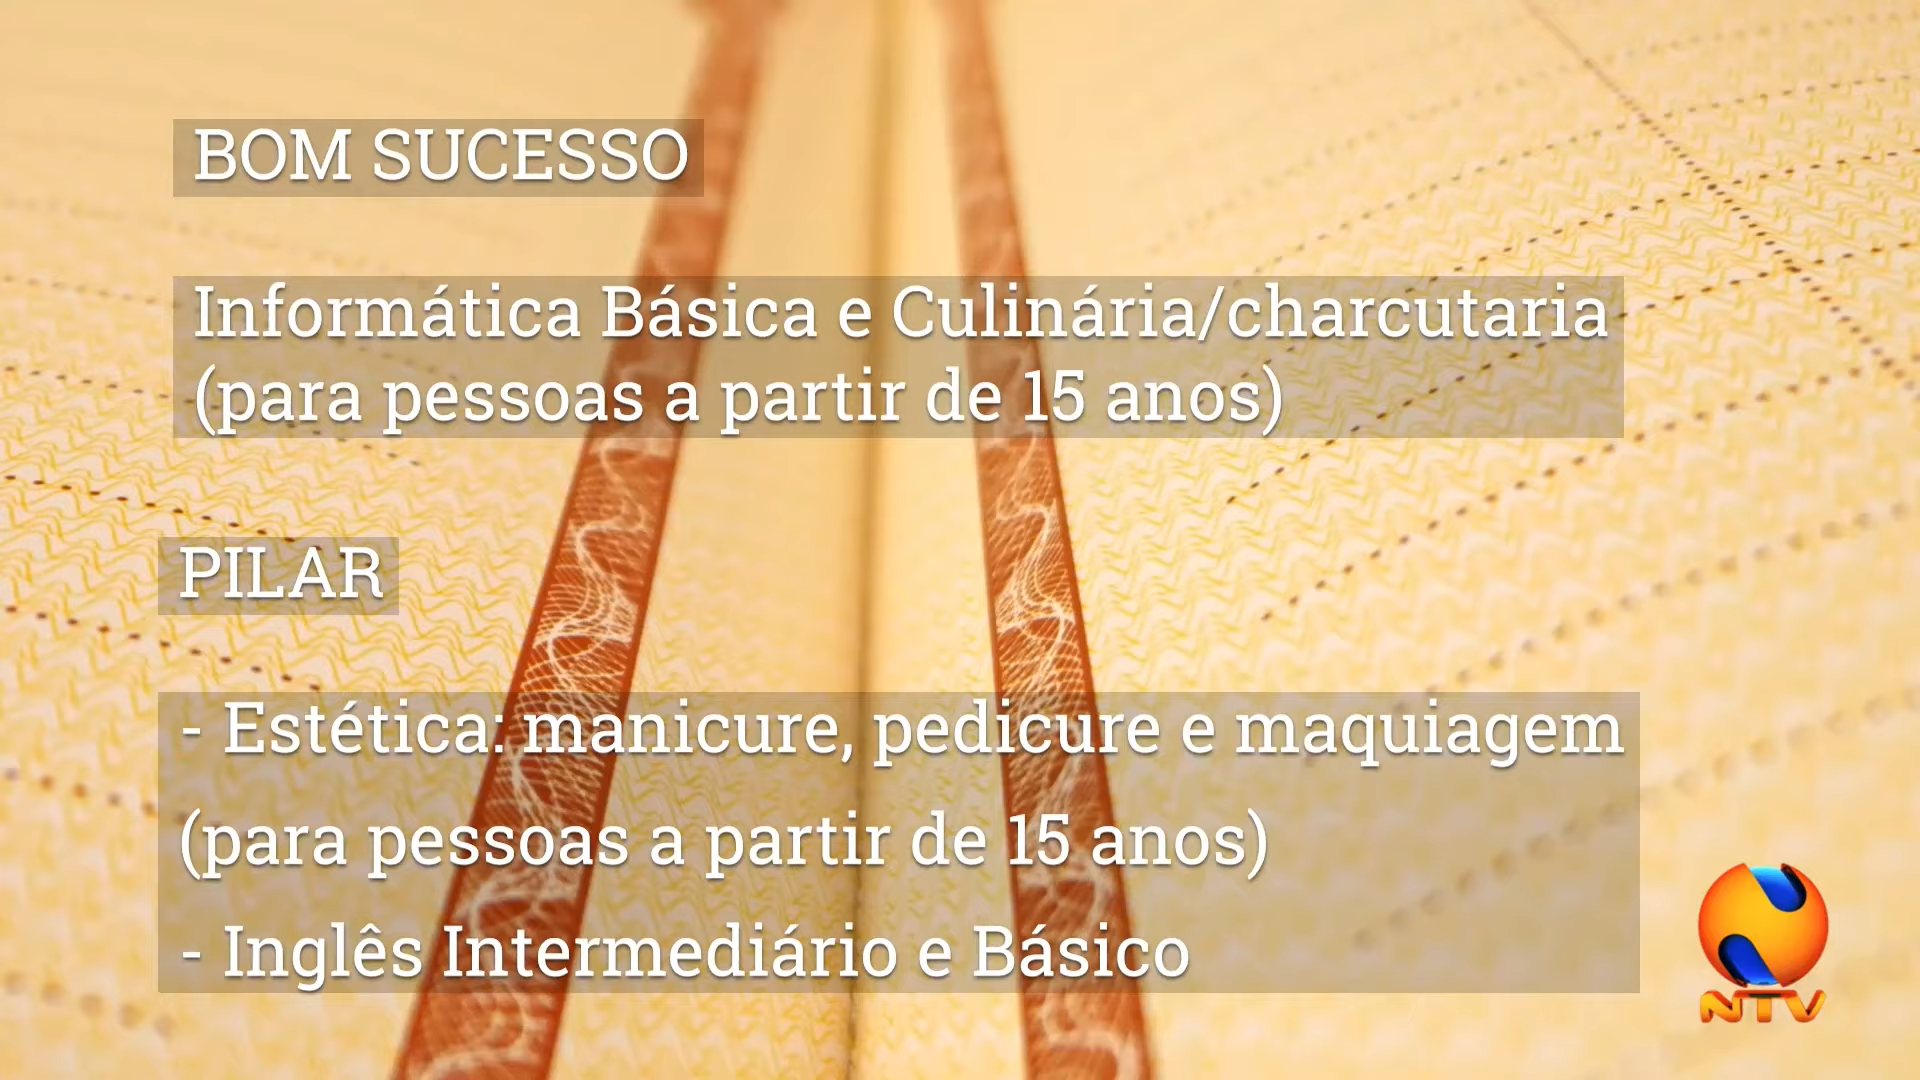 BOM SUCESSO
Informática Básica e Culinária/charcutaria
(para pessoas a partir de 15 anos)
PILAR
- Estética: manicure, pedicure e maquiagem
(para pessoas a partir de 15 anos)
- Inglês Intermediário e Básico
NTV